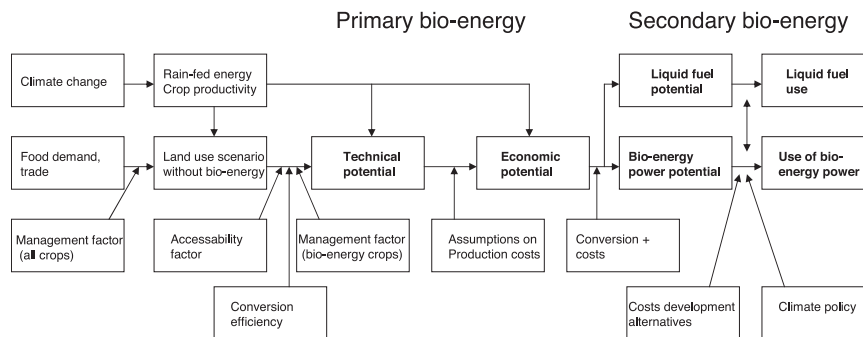 Primary bio-energy
Secondary bio-energy
Climate change
Rain-fed energy
Crop productivity
Liquid fuel
potential
Liquid fuel
use
Food demand,
trade
Land use scenario
without bio-energy
Technical
potential
Economic
potential
Bio-energy
power potential
Use of bio-
energy power
Management factor
(all crops)
Accessability
factor
Management factor
(bio-energy crops)
Assumptions on
Production costs
Conversion +
costs
Conversion
efficiency
Costs development
alternatives
Climate policy